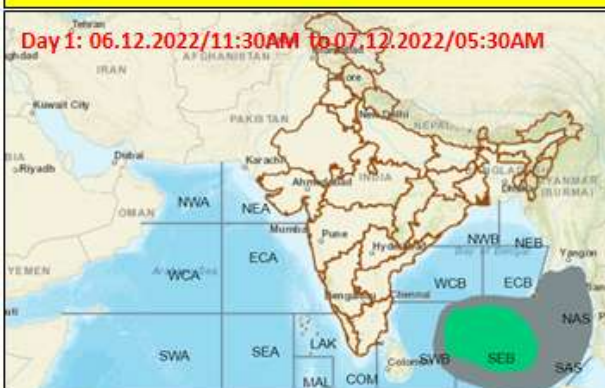 Day 1: 06.12.2022/11:30AM to 07.12.2022/05:30AM
Tehran
AFGHANISTAN
IRAN
Kuwait City
PAKISTAN
New Delhi
NEPAL
Riyadh
Dubai
Karachi
INDIA
OMAN
NWA
NEA
Mumbai
Pune
Hyderabad
NWB
NEB
Yangon
YEMEN
WCA
ECA
WCB
ECB
Chennai
NAS
SWA
SEA
LAK
Colombo
SWB
SEB
SAS
MAL
COM